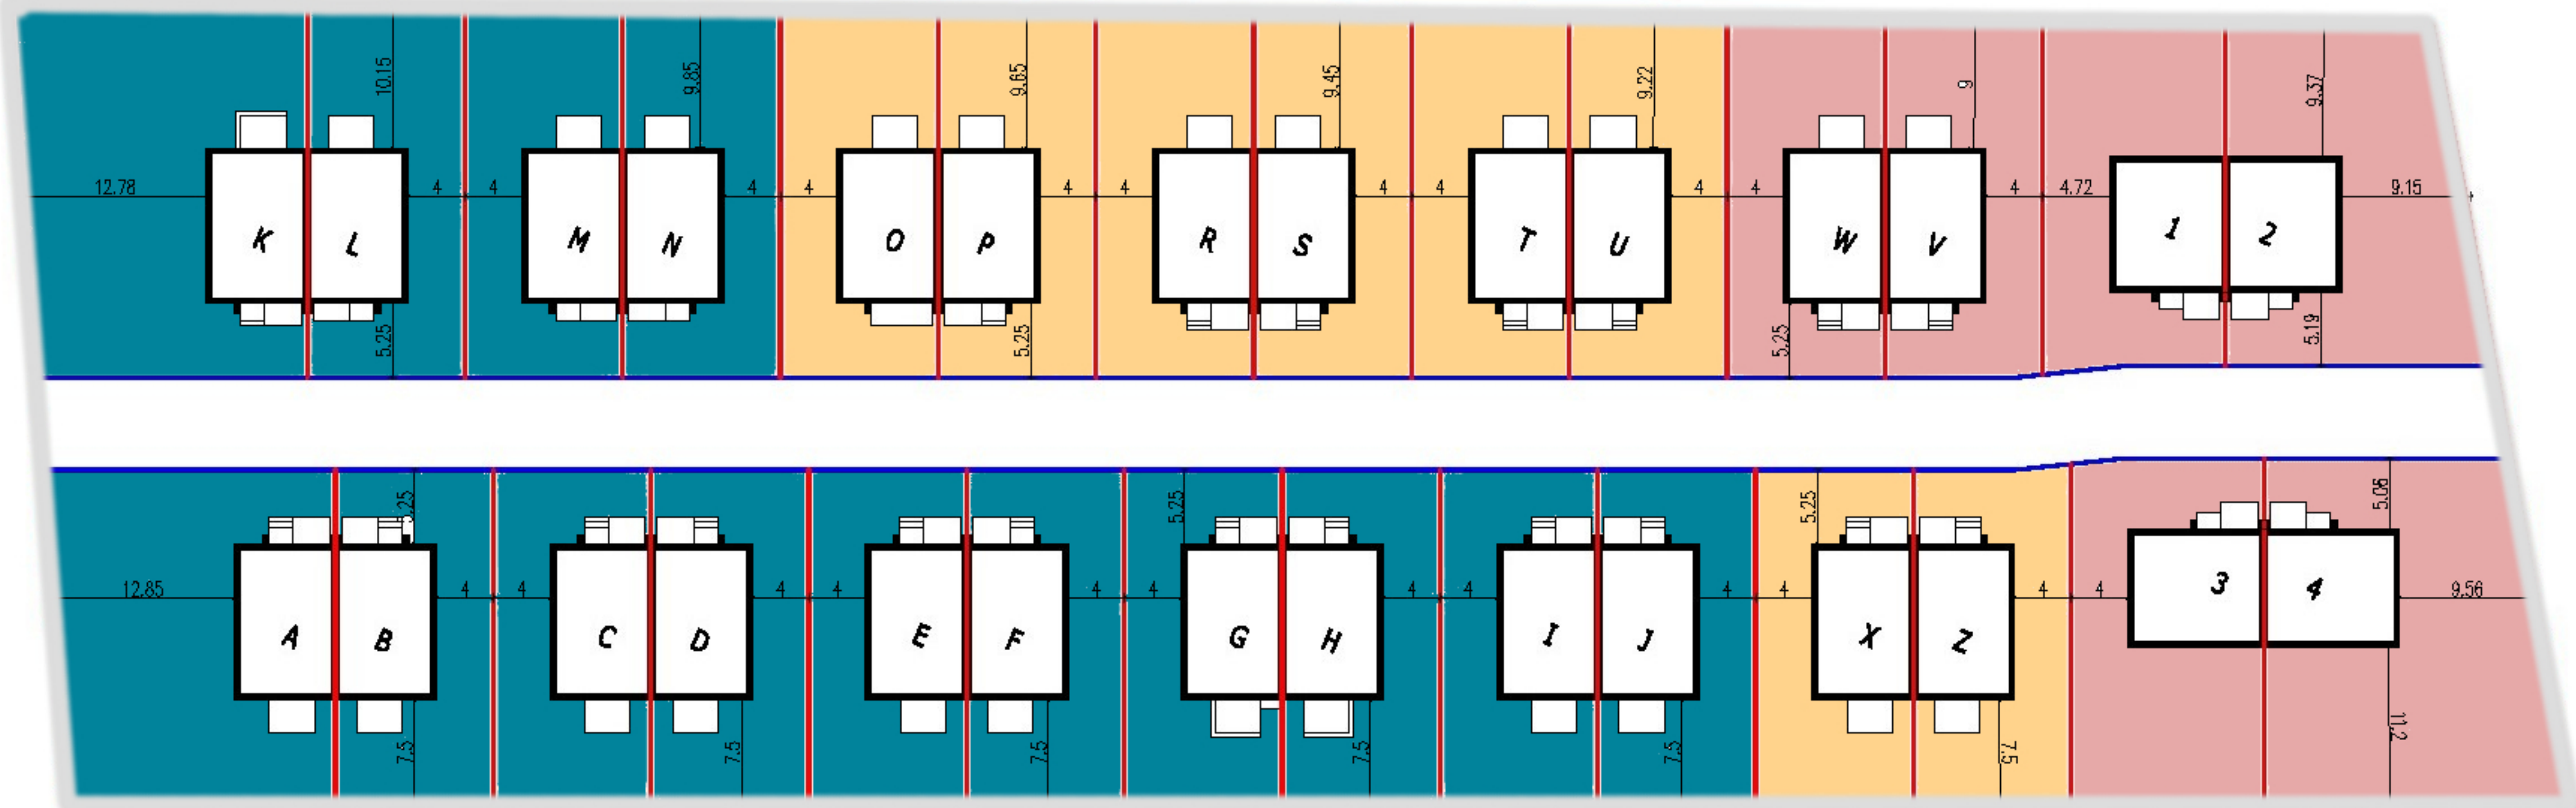 10.15 9.85 9.65 9.45 9.22 9 9.37
12.78 4 4 4 4 4 4 4 4 4 4 4 4.72 9.15
K L M N O P R S T U W V 1 2
5.25 5.25 5.25 5.19
5.25 5.25 5.25 5.06
12.85 4 4 4 4 4 4 4 4 4 4 4 4 9.56
A B C D E F G H I J X Z 3 4
7.5 7.5 7.5 7.5 7.5 7.5 11.2